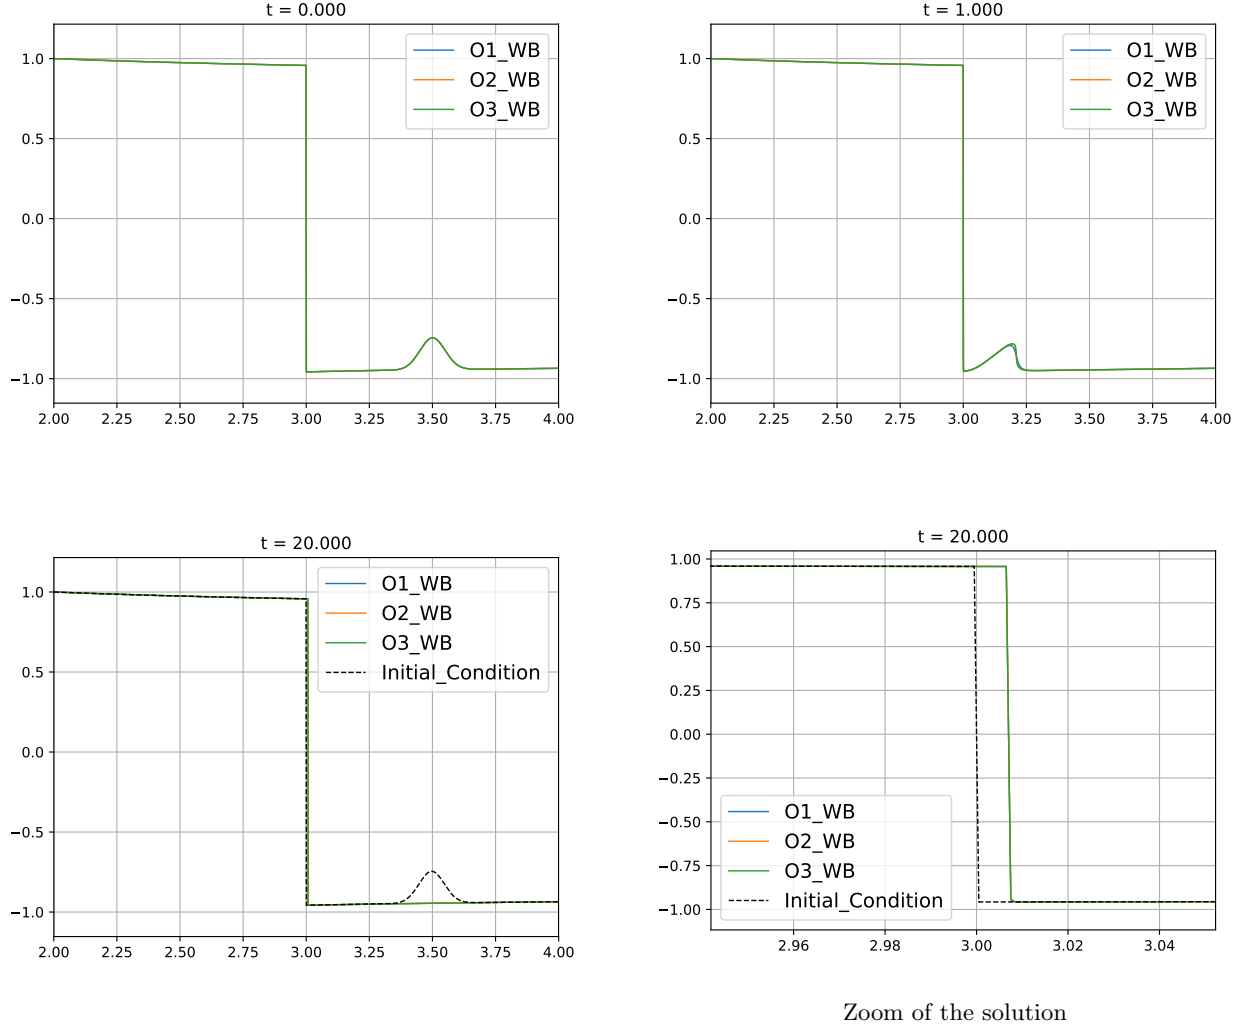 t = 0.000
1.0
0.5
0.0
−0.5
−1.0
2.00 2.25 2.50 2.75 3.00 3.25 3.50 3.75 4.00
O1_WB
O2_WB
O3_WB
t = 1.000
1.0
0.5
0.0
−0.5
−1.0
2.00 2.25 2.50 2.75 3.00 3.25 3.50 3.75 4.00
O1_WB
O2_WB
O3_WB
t = 20.000
1.0
0.5
0.0
−0.5
−1.0
2.00 2.25 2.50 2.75 3.00 3.25 3.50 3.75 4.00
O1_WB
O2_WB
O3_WB
Initial_Condition
t = 20.000
1.00
0.75
0.50
0.25
0.00
−0.25
−0.50
−0.75
−1.00
2.96 2.98 3.00 3.02 3.04
O1_WB
O2_WB
O3_WB
Initial_Condition
Zoom of the solution